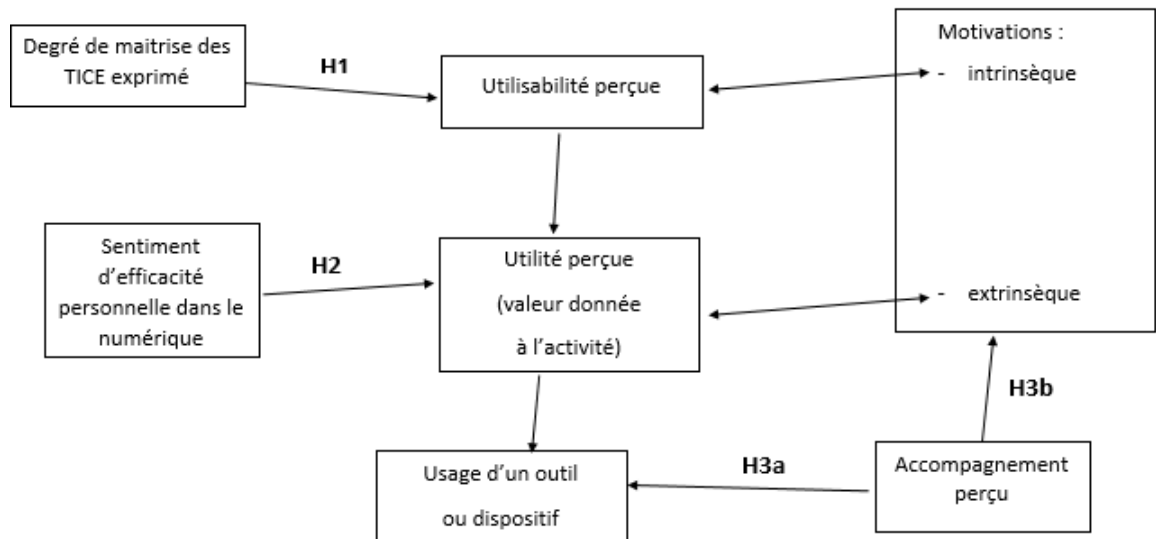 Degré de maitrise des
TICE exprimé
H1
Utilisabilité perçue
Motivations :
- intrinsèque
Sentiment
d’efficacité
personnelle dans le
numérique
H2
Utilité perçue
(valeur donnée
à l’activité)
- extrinsèque
H3b
Usage d’un outil
ou dispositif
H3a
Accompagnement
perçu